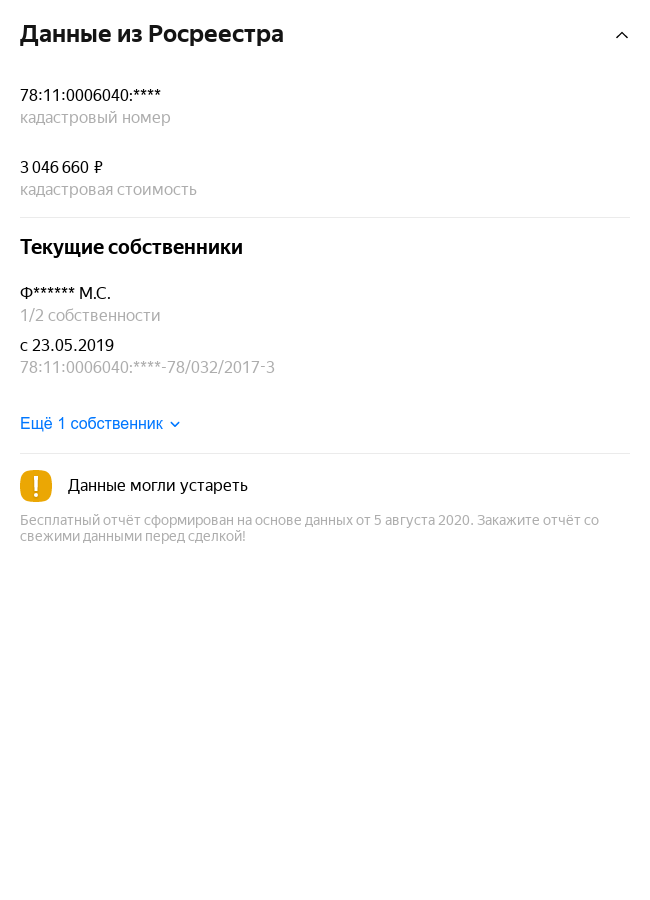 Данные из Росреестра
78:11:0006040:****
кадастровый номер
3 046 660 ₽
кадастровая стоимость
Текущие собственники
Ф****** М.С.
1/2 собственности
с 23.05.2019
78:11:0006040:****-78/032/2017-3
Ещё 1 собственник
Данные могли устареть
Бесплатный отчёт сформирован на основе данных от 5 августа 2020. Закажите отчёт со
свежими данными перед сделкой!